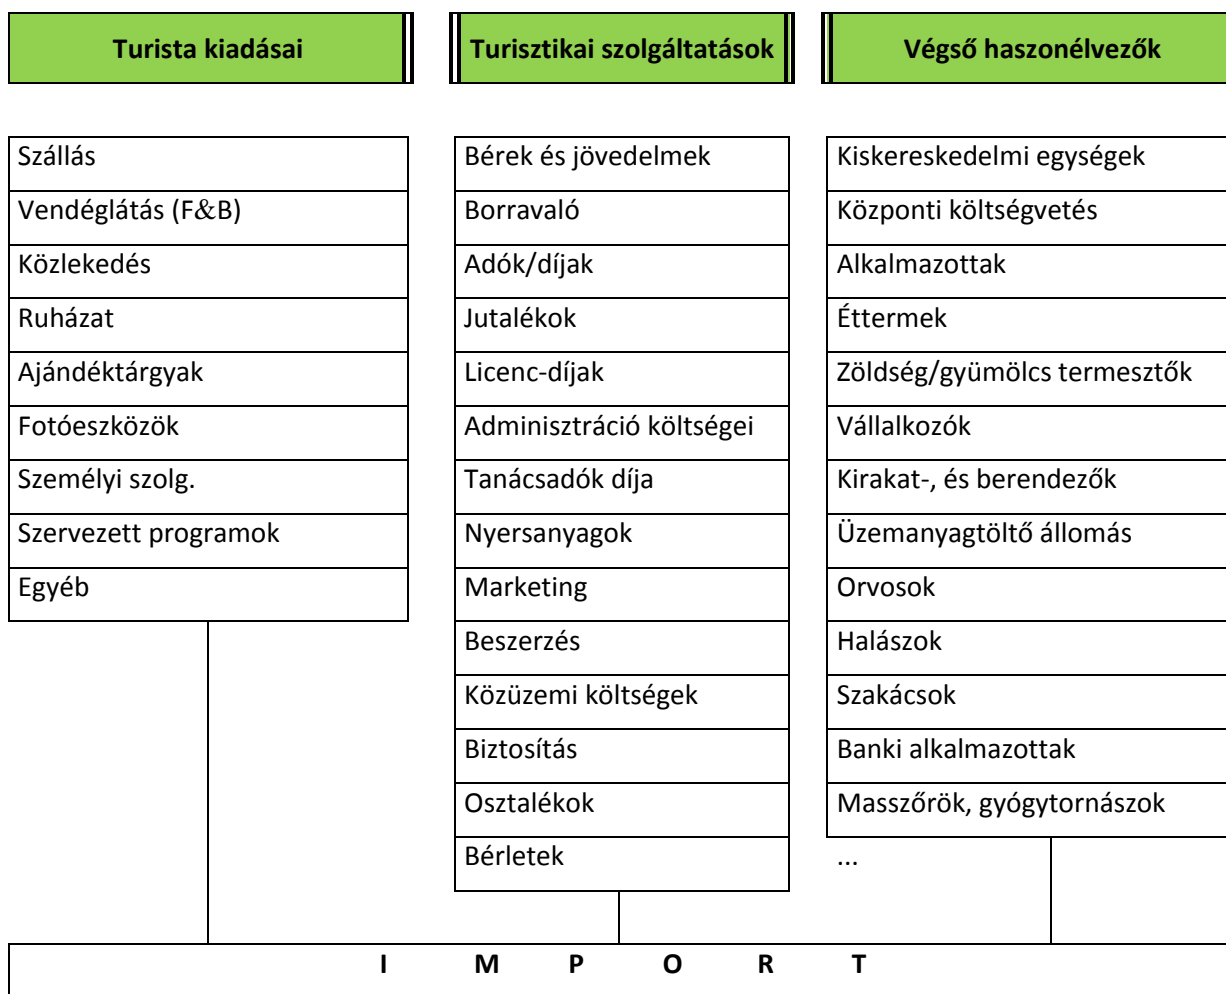 Turista kiadásai
Turisztikai szolgáltatások
Végső haszonélvezők
Szállás
Vendéglátás (F&B)
Közlekedés
Ruházat
Ajándéktárgyak
Fotóeszközök
Személyi szolg.
Szervezett programok
Egyéb
Bérek és jövedelmek
Borravaló
Adók/díjak
Jutalékok
Licenc-díjak
Adminisztráció költségei
Tanácsadók díja
Nyersanyagok
Marketing
Beszerzés
Közüzemi költségek
Biztosítás
Osztalékok
Bérletek
Kiskereskedelmi egységek
Központi költségvetés
Alkalmazottak
Éttermek
Zöldség/gyümölcs termesztők
Vállalkozók
Kirakat-, és berendezők
Üzemanyagtöltő állomás
Orvosok
Halászok
Szakácsok
Banki alkalmazottak
Masszőrök, gyógytornászok
...
I M P O R T